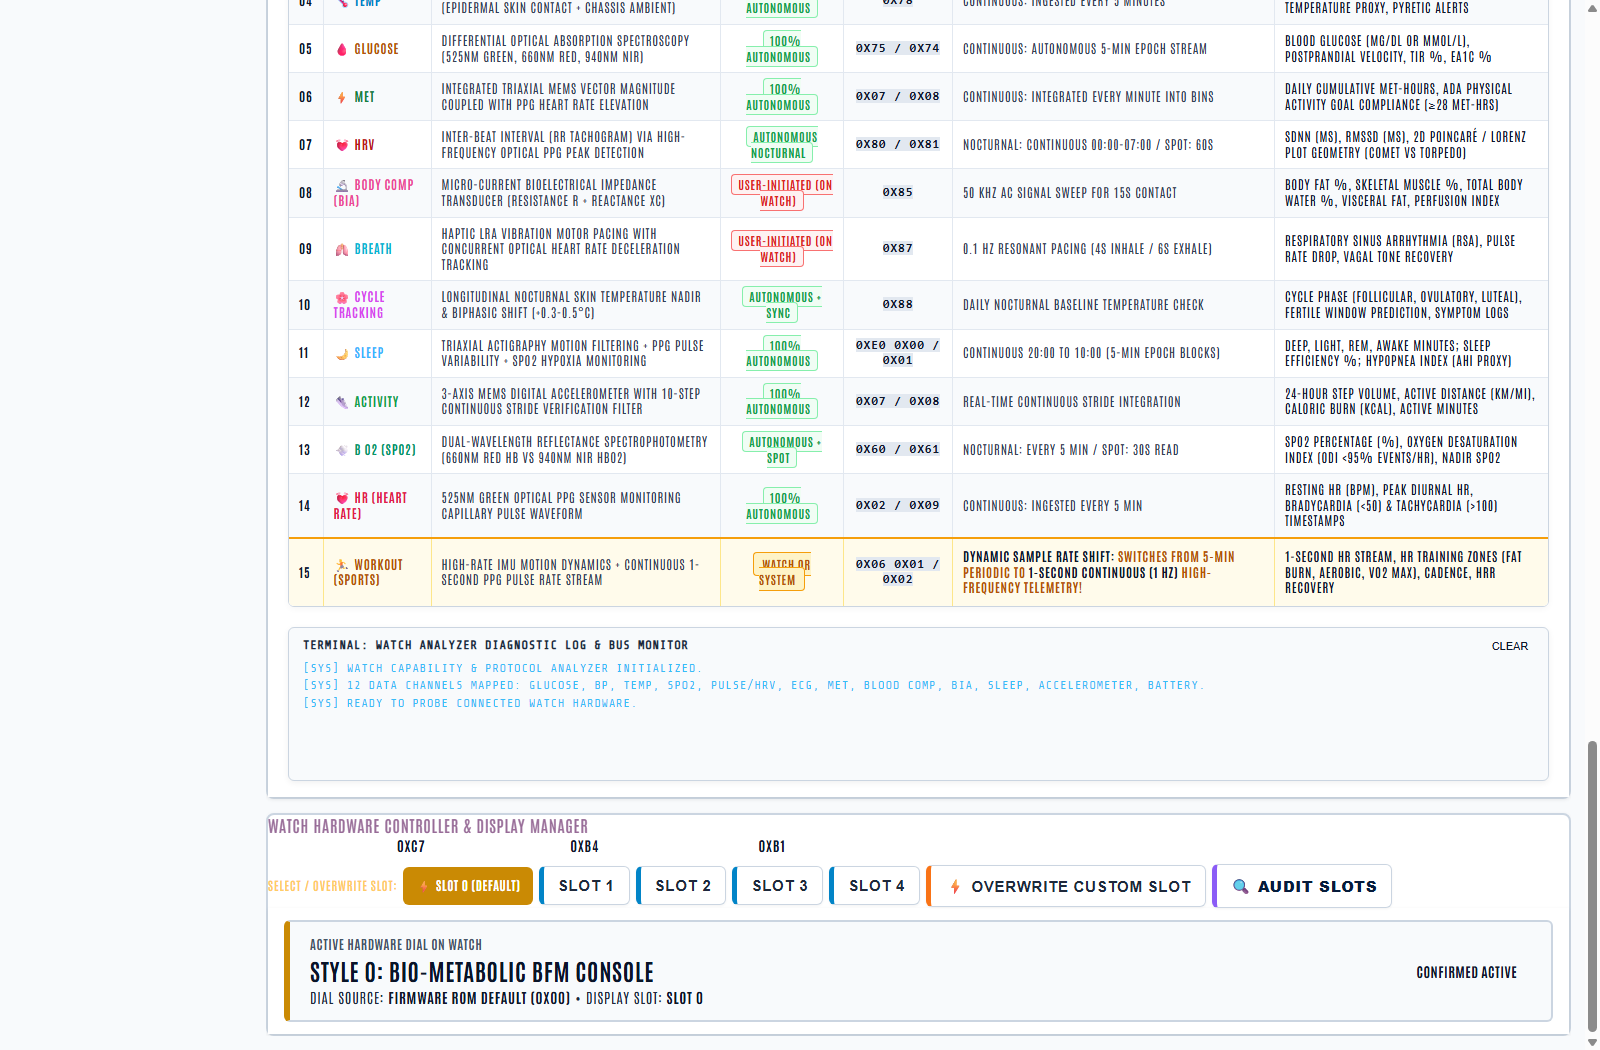 04 TEMP (EPIDERMAL SKIN CONTACT + CHASSIS AMBIENT) AUTONOMOUS 0X78 CONTINUOUS: INGESTED EVERY 5 MINUTES TEMPERATURE PROXY, PYRETIC ALERTS
05 GLUCOSE
DIFFERENTIAL OPTICAL ABSORPTION SPECTROSCOPY
(525NM GREEN, 660NM RED, 940NM NIR)
100%
AUTONOMOUS
0X75 / 0X74
CONTINUOUS: AUTONOMOUS 5-MIN EPOCH STREAM
BLOOD GLUCOSE (MG/DL OR MMOL/L),
POSTPRANDIAL VELOCITY, TIR %, EA1C %
06 MET
INTEGRATED TRIAXIAL MEMS VECTOR MAGNITUDE
COUPLED WITH PPG HEART RATE ELEVATION
100%
AUTONOMOUS
0X07 / 0X08
CONTINUOUS: INTEGRATED EVERY MINUTE INTO BINS
DAILY CUMULATIVE MET-HOURS, ADA PHYSICAL
ACTIVITY GOAL COMPLIANCE (≥28 MET-HRS)
07 HRV
INTER-BEAT INTERVAL (RR TACHOGRAM) VIA HIGH-
FREQUENCY OPTICAL PPG PEAK DETECTION
AUTONOMOUS
NOCTURNAL
0X80 / 0X81
NOCTURNAL: CONTINUOUS 00:00-07:00 / SPOT: 60S
SDNN (MS), RMSSD (MS), 2D POINCARÉ / LORENZ
PLOT GEOMETRY (COMET VS TORPEDO)
08 BODY COMP
(BIA)
MICRO-CURRENT BIOELECTRICAL IMPEDANCE
TRANSDUCER (RESISTANCE R + REACTANCE XC)
USER-INITIATED (ON
WATCH)
0X85
50 KHZ AC SIGNAL SWEEP FOR 15S CONTACT
BODY FAT %, SKELETAL MUSCLE %, TOTAL BODY
WATER %, VISCERAL FAT, PERFUSION INDEX
09 BREATH
HAPTIC LRA VIBRATION MOTOR PACING WITH
CONCURRENT OPTICAL HEART RATE DECELERATION
TRACKING
USER-INITIATED (ON
WATCH)
0X87
0.1 HZ RESONANT PACING (4S INHALE / 6S EXHALE)
RESPIRATORY SINUS ARRHYTHMIA (RSA), PULSE
RATE DROP, VAGAL TONE RECOVERY
10 CYCLE
TRACKING
LONGITUDINAL NOCTURNAL SKIN TEMPERATURE NADIR
& BIPHASIC SHIFT (+0.3-0.5°C)
AUTONOMOUS +
SYNC
0X88
DAILY NOCTURNAL BASELINE TEMPERATURE CHECK
CYCLE PHASE (FOLLICULAR, OVULATORY, LUTEAL),
FERTILE WINDOW PREDICTION, SYMPTOM LOGS
11 SLEEP
TRIAXIAL ACTIGRAPHY MOTION FILTERING + PPG PULSE
VARIABILITY + SPO2 HYPOXIA MONITORING
100%
AUTONOMOUS
0XE0 0X00 /
0X01
CONTINUOUS 20:00 TO 10:00 (5-MIN EPOCH BLOCKS)
DEEP, LIGHT, REM, AWAKE MINUTES; SLEEP
EFFICIENCY %; HYPOPNEA INDEX (AHI PROXY)
12 ACTIVITY
3-AXIS MEMS DIGITAL ACCELEROMETER WITH 10-STEP
CONTINUOUS STRIDE VERIFICATION FILTER
100%
AUTONOMOUS
0X07 / 0X08
REAL-TIME CONTINUOUS STRIDE INTEGRATION
24-HOUR STEP VOLUME, ACTIVE DISTANCE (KM/MI),
CALORIC BURN (KCAL), ACTIVE MINUTES
13 B O2 (SPO2)
DUAL-WAVELENGTH REFLECTANCE SPECTROPHOTOMETRY
(660NM RED HB VS 940NM NIR HBO2)
AUTONOMOUS +
SPOT
0X60 / 0X61
NOCTURNAL: EVERY 5 MIN / SPOT: 30S READ
SPO2 PERCENTAGE (%), OXYGEN DESATURATION
INDEX (ODI <95% EVENTS/HR), NADIR SPO2
14 HR (HEART
RATE)
525NM GREEN OPTICAL PPG SENSOR MONITORING
CAPILLARY PULSE WAVEFORM
100%
AUTONOMOUS
0X02 / 0X09
CONTINUOUS: INGESTED EVERY 5 MIN
RESTING HR (BPM), PEAK DIURNAL HR,
BRADYCARDIA (<50) & TACHYCARDIA (>100)
TIMESTAMPS
15 WORKOUT
(SPORTS)
HIGH-RATE IMU MOTION DYNAMICS + CONTINUOUS 1-
SECOND PPG PULSE RATE STREAM
WATCH OR
SYSTEM
0X06 0X01 /
0X02
DYNAMIC SAMPLE RATE SHIFT: SWITCHES FROM 5-MIN
PERIODIC TO 1-SECOND CONTINUOUS (1 HZ) HIGH-
FREQUENCY TELEMETRY!
1-SECOND HR STREAM, HR TRAINING ZONES (FAT
BURN, AEROBIC, VO2 MAX), CADENCE, HRR
RECOVERY
TERMINAL: WATCH ANALYZER DIAGNOSTIC LOG & BUS MONITOR
CLEAR
[SYS] WATCH CAPABILITY & PROTOCOL ANALYZER INITIALIZED.
[SYS] 12 DATA CHANNELS MAPPED: GLUCOSE, BP, TEMP, SPO2, PULSE/HRV, ECG, MET, BLOOD COMP, BIA, SLEEP, ACCELEROMETER, BATTERY.
[SYS] READY TO PROBE CONNECTED WATCH HARDWARE.
WATCH HARDWARE CONTROLLER & DISPLAY MANAGER
0XC7 0XB4 0XB1
SELECT / OVERWRITE SLOT: SLOT 0 (DEFAULT) SLOT 1 SLOT 2 SLOT 3 SLOT 4 OVERWRITE CUSTOM SLOT AUDIT SLOTS
ACTIVE HARDWARE DIAL ON WATCH
STYLE 0: BIO-METABOLIC BFM CONSOLE
CONFIRMED ACTIVE
DIAL SOURCE: FIRMWARE ROM DEFAULT (0X00) • DISPLAY SLOT: SLOT 0